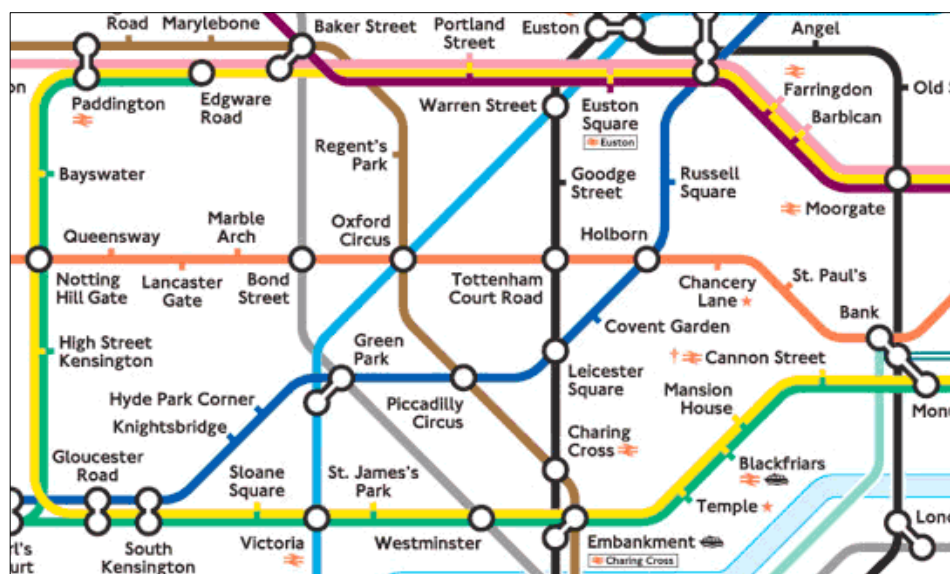 Road
Marylebone
Baker Street
Portland
Street
Euston
Angel
Paddington
Edgware
Road
Warren Street
Euston
Square
Euston
Farringdon
Barbican
Old S
on
Regent's
Park
Bayswater
Goodge
Street
Russell
Square
Moorgate
Queensway
Marble
Arch
Oxford
Circus
Holborn
Notting
Hill Gate
Lancaster
Gate
Bond
Street
Tottenham
Court Road
Chancery
Lane
St. Paul's
Bank
High Street
Kensington
Green
Park
Covent Garden
Cannon Street
Leicester
Square
Mansion
House
Monu
Hyde Park Corner
Knightsbridge
Piccadilly
Circus
Charing
Cross
Gloucester
Road
Sloane
Square
St. James's
Park
Blackfriars
Temple
rl's
urt
South
Kensington
Victoria
Westminster
Embankment
Charing Cross
Lond